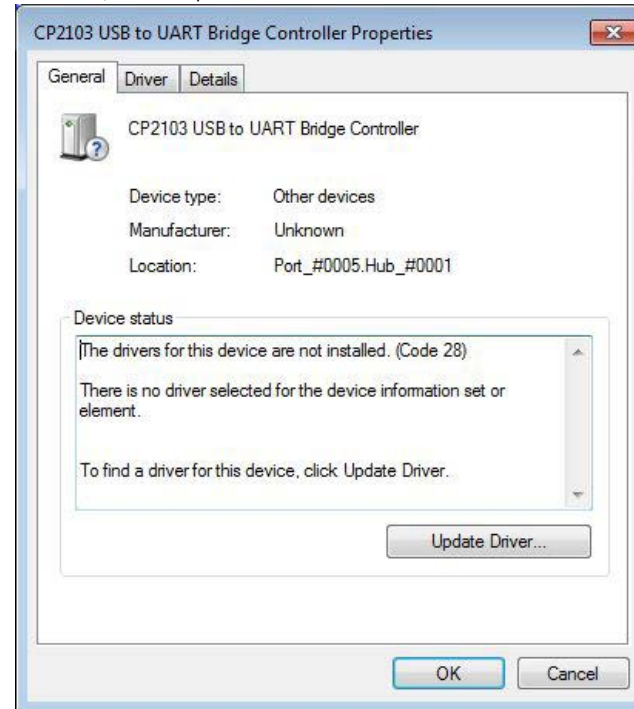 CP2103 USB to UART Bridge Controller Properties
General Driver Details
CP2103 USB to UART Bridge Controller
Device type: Other devices
Manufacturer: Unknown
Location: Port_#0005.Hub_#0001
Device status
The drivers for this device are not installed. (Code 28)
There is no driver selected for the device information set or
element.
To find a driver for this device, click Update Driver.
Update Driver...
OK Cancel